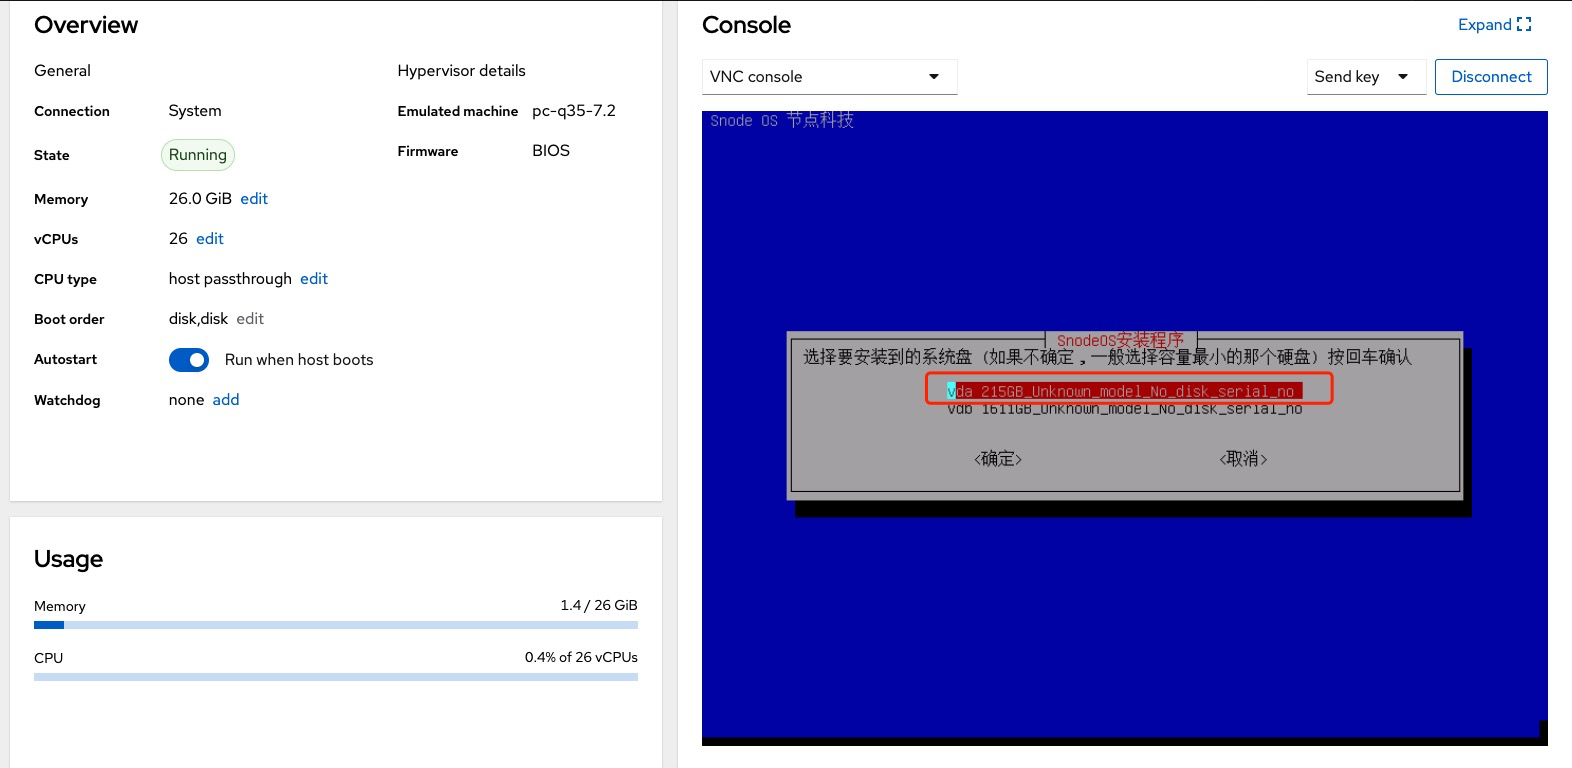 Overview
General
Hypervisor details
Connection System
Emulated machine pc-q35-7.2
State Running
Firmware BIOS
Memory 26.0 GiB edit
vCPUs 26 edit
CPU type host passthrough edit
Boot order disk,disk edit
Autostart Run when host boots
Watchdog none add
Usage
Memory 1.4 / 26 GiB
CPU 0.4% of 26 vCPUs
Console
Expand
VNC console
Send key
Disconnect
Snode OS 节点科技
SnodeOS安装程序
选择要安装到的系统盘（如果不确定，一般选择容量最小的那个硬盘）按回车确认
vda 215GB_Unknown_model_No_disk_serial_no
vdb 1611GB_Unknown_model_No_disk_serial_no
<确定> <取消>